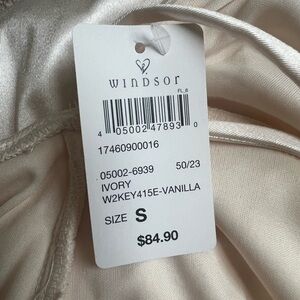 WINDSOR
FL_6
4 05002 47893 0
17460900016
05002-6939 50/23
IVORY
W2KEY415E-VANILLA
SIZE S
$84.90